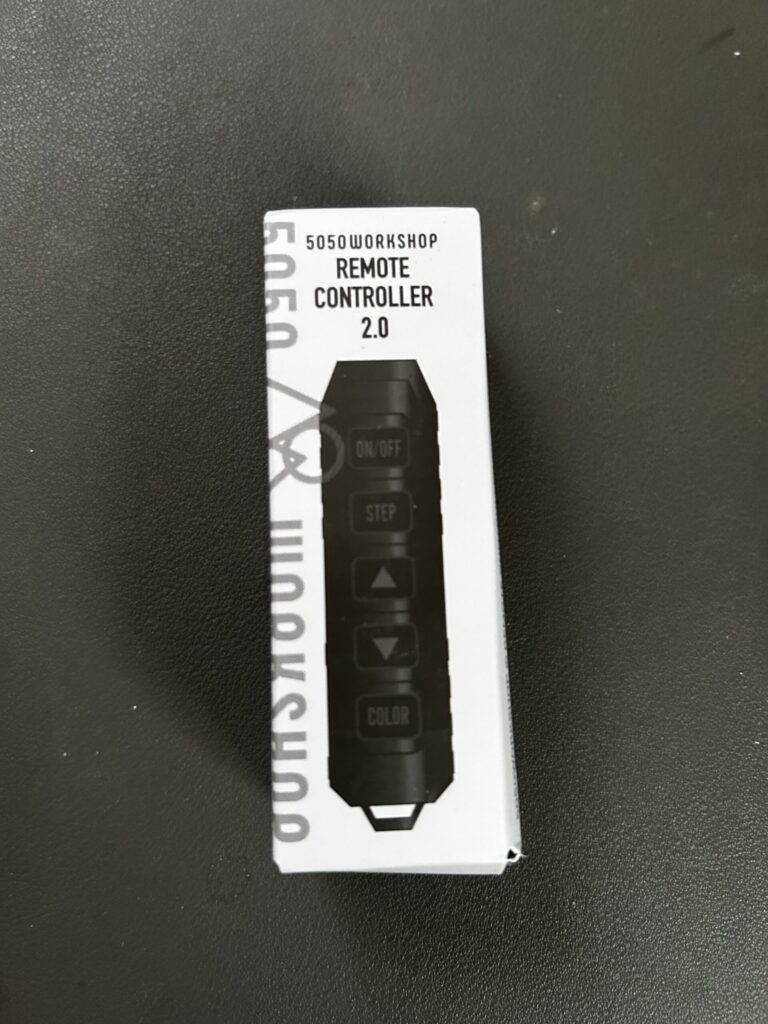 5050WORKSHOP
REMOTE
CONTROLLER
2.0
ON/OFF
STEP
COLOR
5050 WORKSHOP